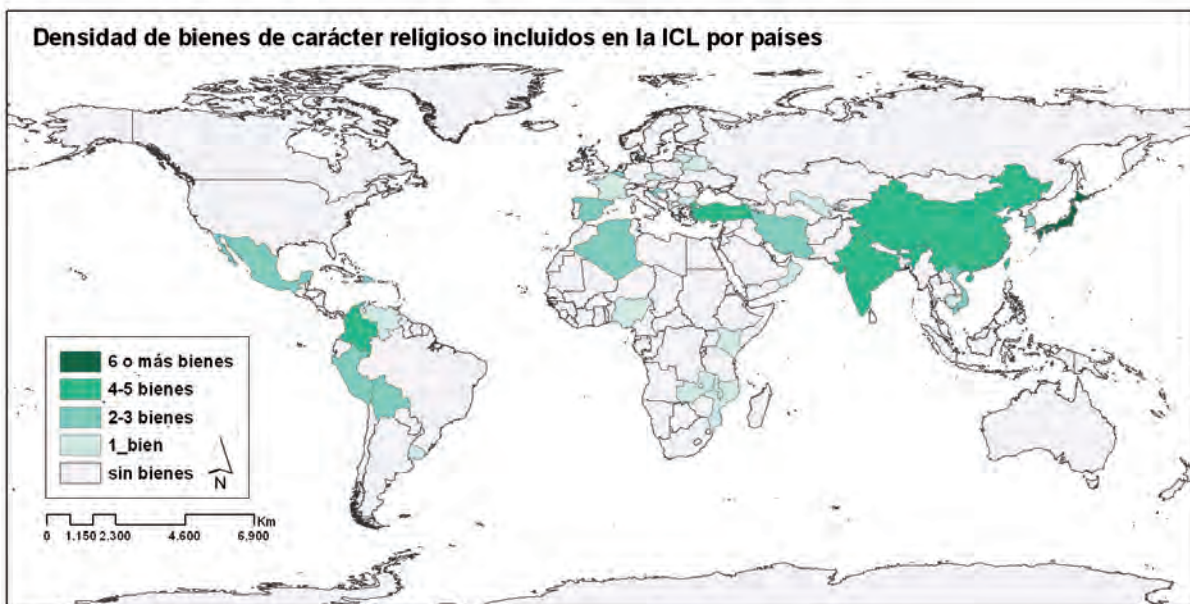 Densidad de bienes de carácter religioso incluidos en la ICL por países
6 o más bienes
4-5 bienes
2-3 bienes
1_bien
sin bienes
N
Km
0 1.150 2.300 4.600 6.900